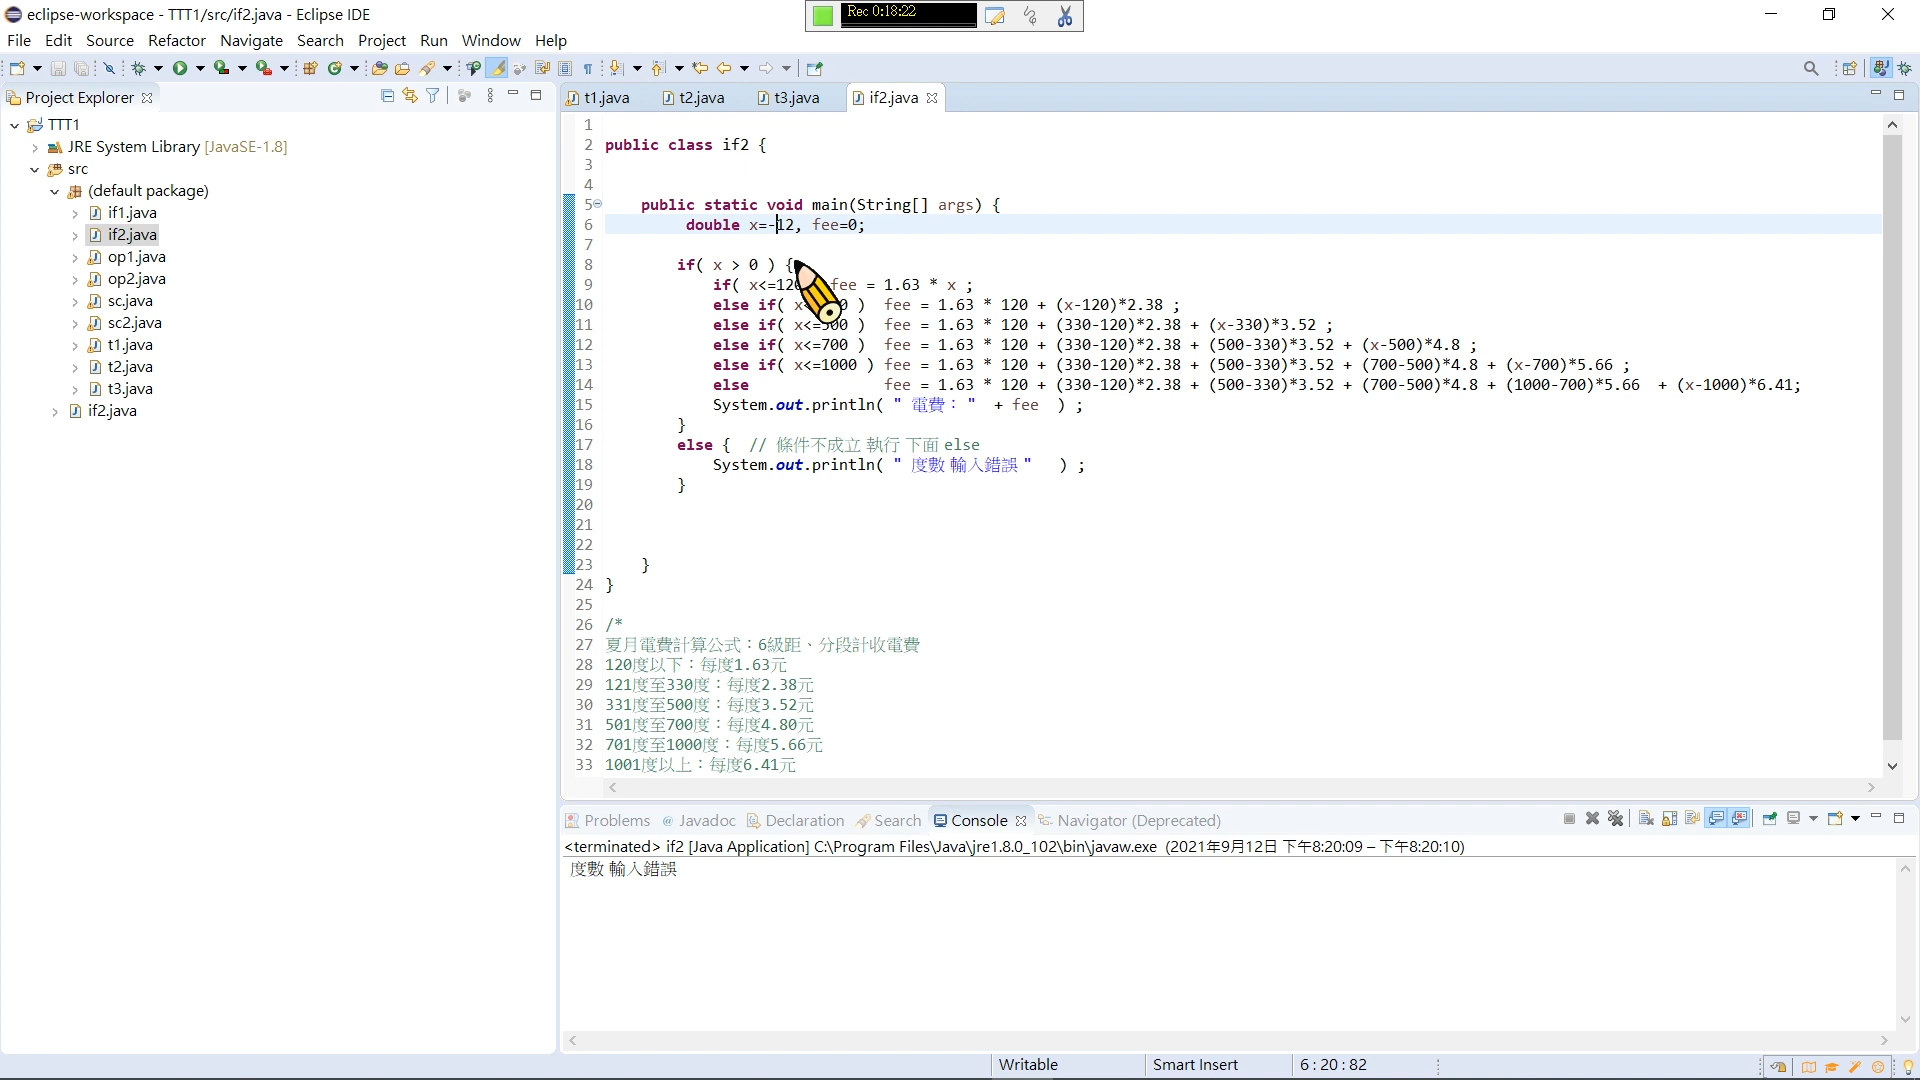 eclipse-workspace - TTT1/src/if2.java - Eclipse IDE
Rec 0:18:22
File Edit Source Refactor Navigate Search Project Run Window Help
Project Explorer
t1.java t2.java t3.java if2.java
TTT1
JRE System Library [JavaSE-1.8]
src
(default package)
if1.java
if2.java
op1.java
op2.java
sc.java
sc2.java
t1.java
t2.java
t3.java
if2.java
1
2 public class if2 {
3
4
5 public static void main(String[] args) {
6 double x=-12, fee=0;
7
8 if( x > 0 ) {
9 if( x<=120 fee = 1.63 * x ;
10 else if( x ) fee = 1.63 * 120 + (x-120)*2.38 ;
11 else if( x<=500 ) fee = 1.63 * 120 + (330-120)*2.38 + (x-330)*3.52 ;
12 else if( x<=700 ) fee = 1.63 * 120 + (330-120)*2.38 + (500-330)*3.52 + (x-500)*4.8 ;
13 else if( x<=1000 ) fee = 1.63 * 120 + (330-120)*2.38 + (500-330)*3.52 + (700-500)*4.8 + (x-700)*5.66 ;
14 else fee = 1.63 * 120 + (330-120)*2.38 + (500-330)*3.52 + (700-500)*4.8 + (1000-700)*5.66 + (x-1000)*6.41;
15 System.out.println( " 電費： " + fee ) ;
16 }
17 else { // 條件不成立 執行 下面 else
18 System.out.println( " 度數 輸入錯誤 " ) ;
19 }
20
21
22
23 }
24 }
25
26 /*
27 夏月電費計算公式：6級距、分段計收電費
28 120度以下：每度1.63元
29 121度至330度：每度2.38元
30 331度至500度：每度3.52元
31 501度至700度：每度4.80元
32 701度至1000度：每度5.66元
33 1001度以上：每度6.41元
Problems Javadoc Declaration Search Console Navigator (Deprecated)
<terminated> if2 [Java Application] C:\Program Files\Java\jre1.8.0_102\bin\javaw.exe (2021年9月12日 下午8:20:09 – 下午8:20:10)
度數 輸入錯誤
Writable Smart Insert 6 : 20 : 82